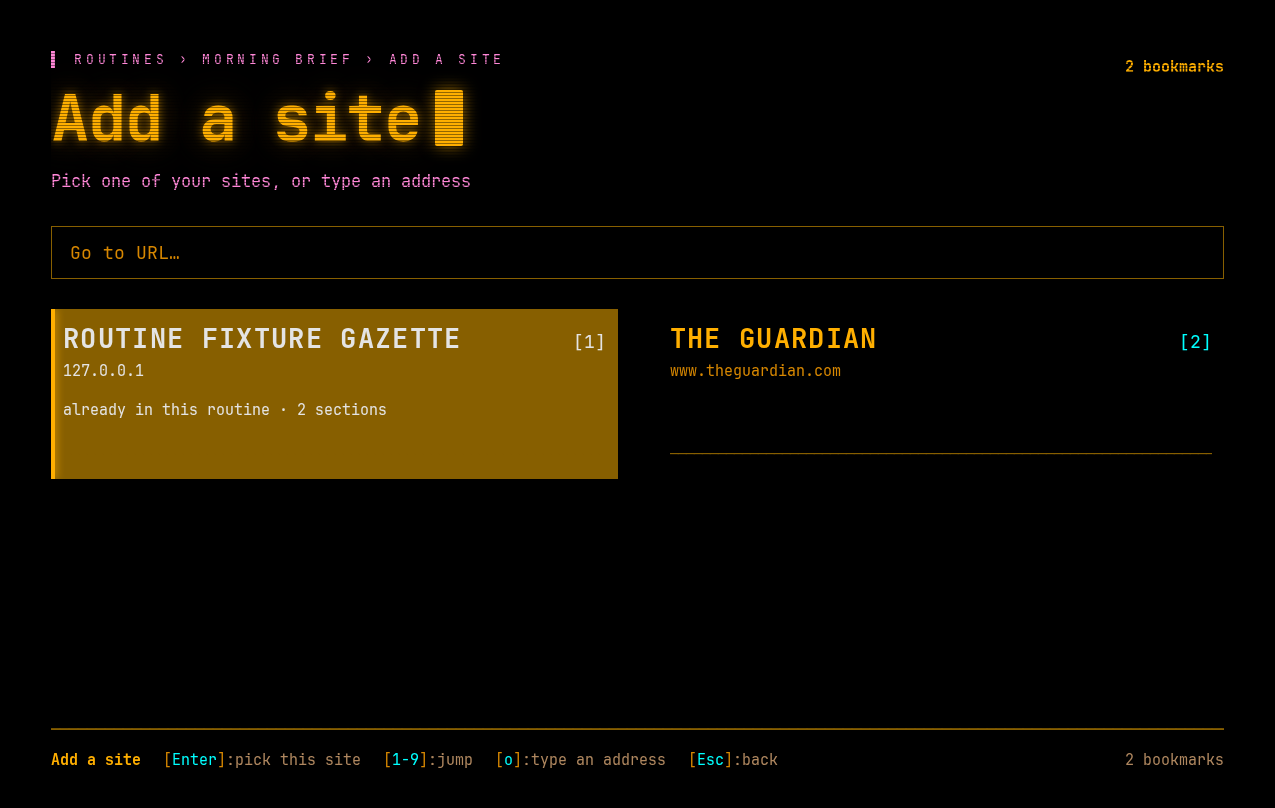 ROUTINES › MORNING BRIEF › ADD A SITE
2 bookmarks
Add a site
Pick one of your sites, or type an address
Go to URL…
ROUTINE FIXTURE GAZETTE [1]
127.0.0.1
already in this routine · 2 sections
THE GUARDIAN [2]
www.theguardian.com
Add a site [Enter]:pick this site [1-9]:jump [o]:type an address [Esc]:back 2 bookmarks